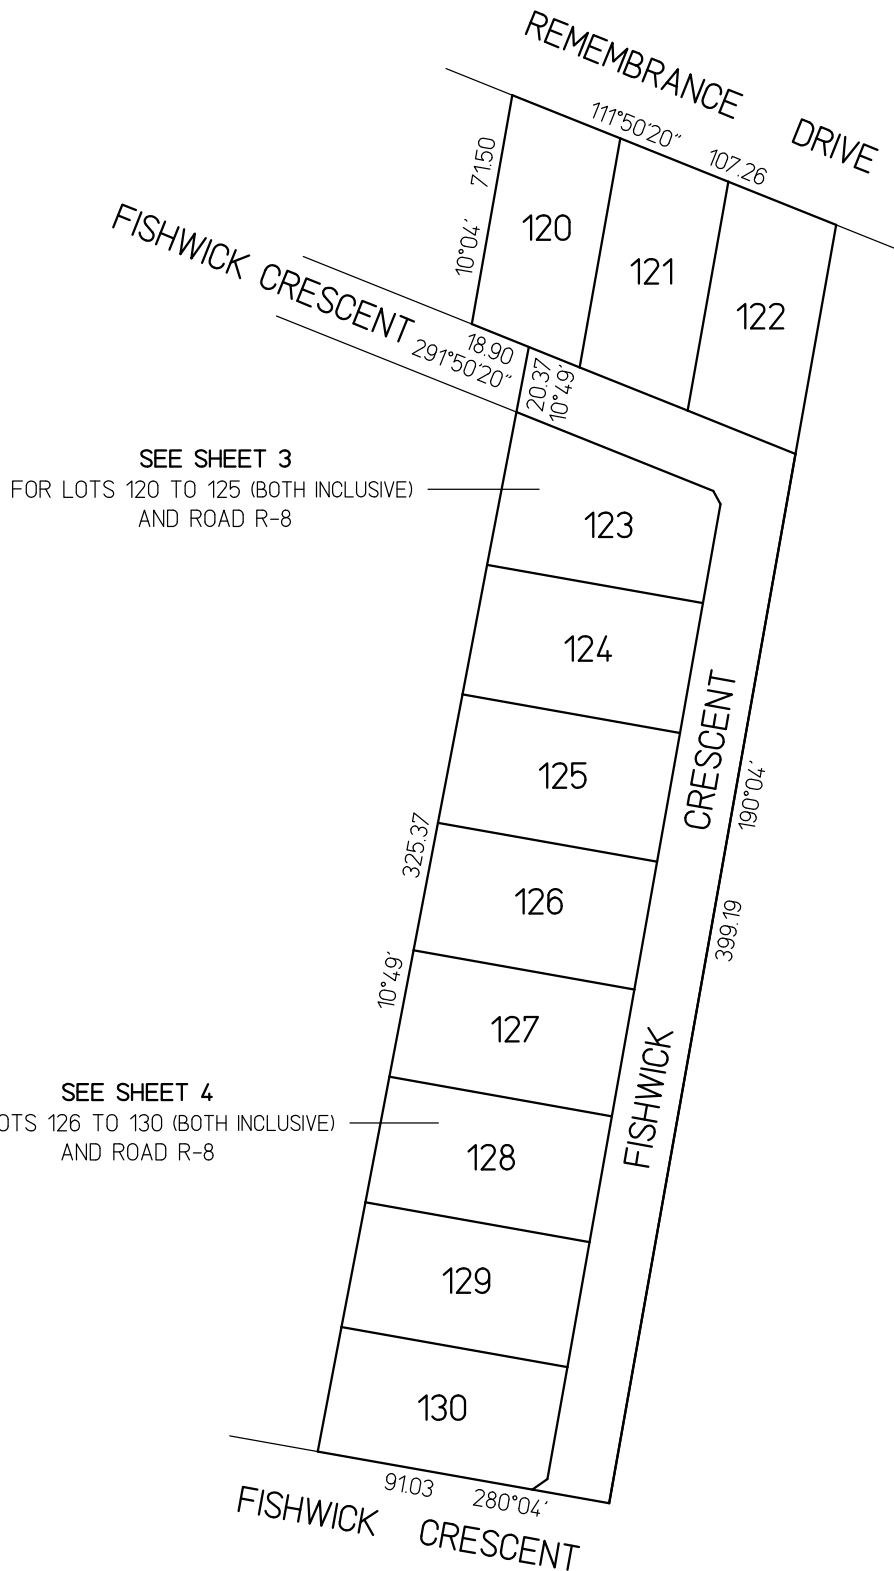 REMEMBRANCE DRIVE
111°50'20" 107.26
71.50
10°04'
120
121
122
FISHWICK CRESCENT
18.90
291°50'20"
20.37
10°49'
SEE SHEET 3
FOR LOTS 120 TO 125 (BOTH INCLUSIVE)
AND ROAD R-8
123
124
125
126
127
128
129
130
CRESCENT
FISHWICK
190°04'
399.19
325.37
10°49'
SEE SHEET 4
OTS 126 TO 130 (BOTH INCLUSIVE)
AND ROAD R-8
91.03 280°04'
FISHWICK CRESCENT